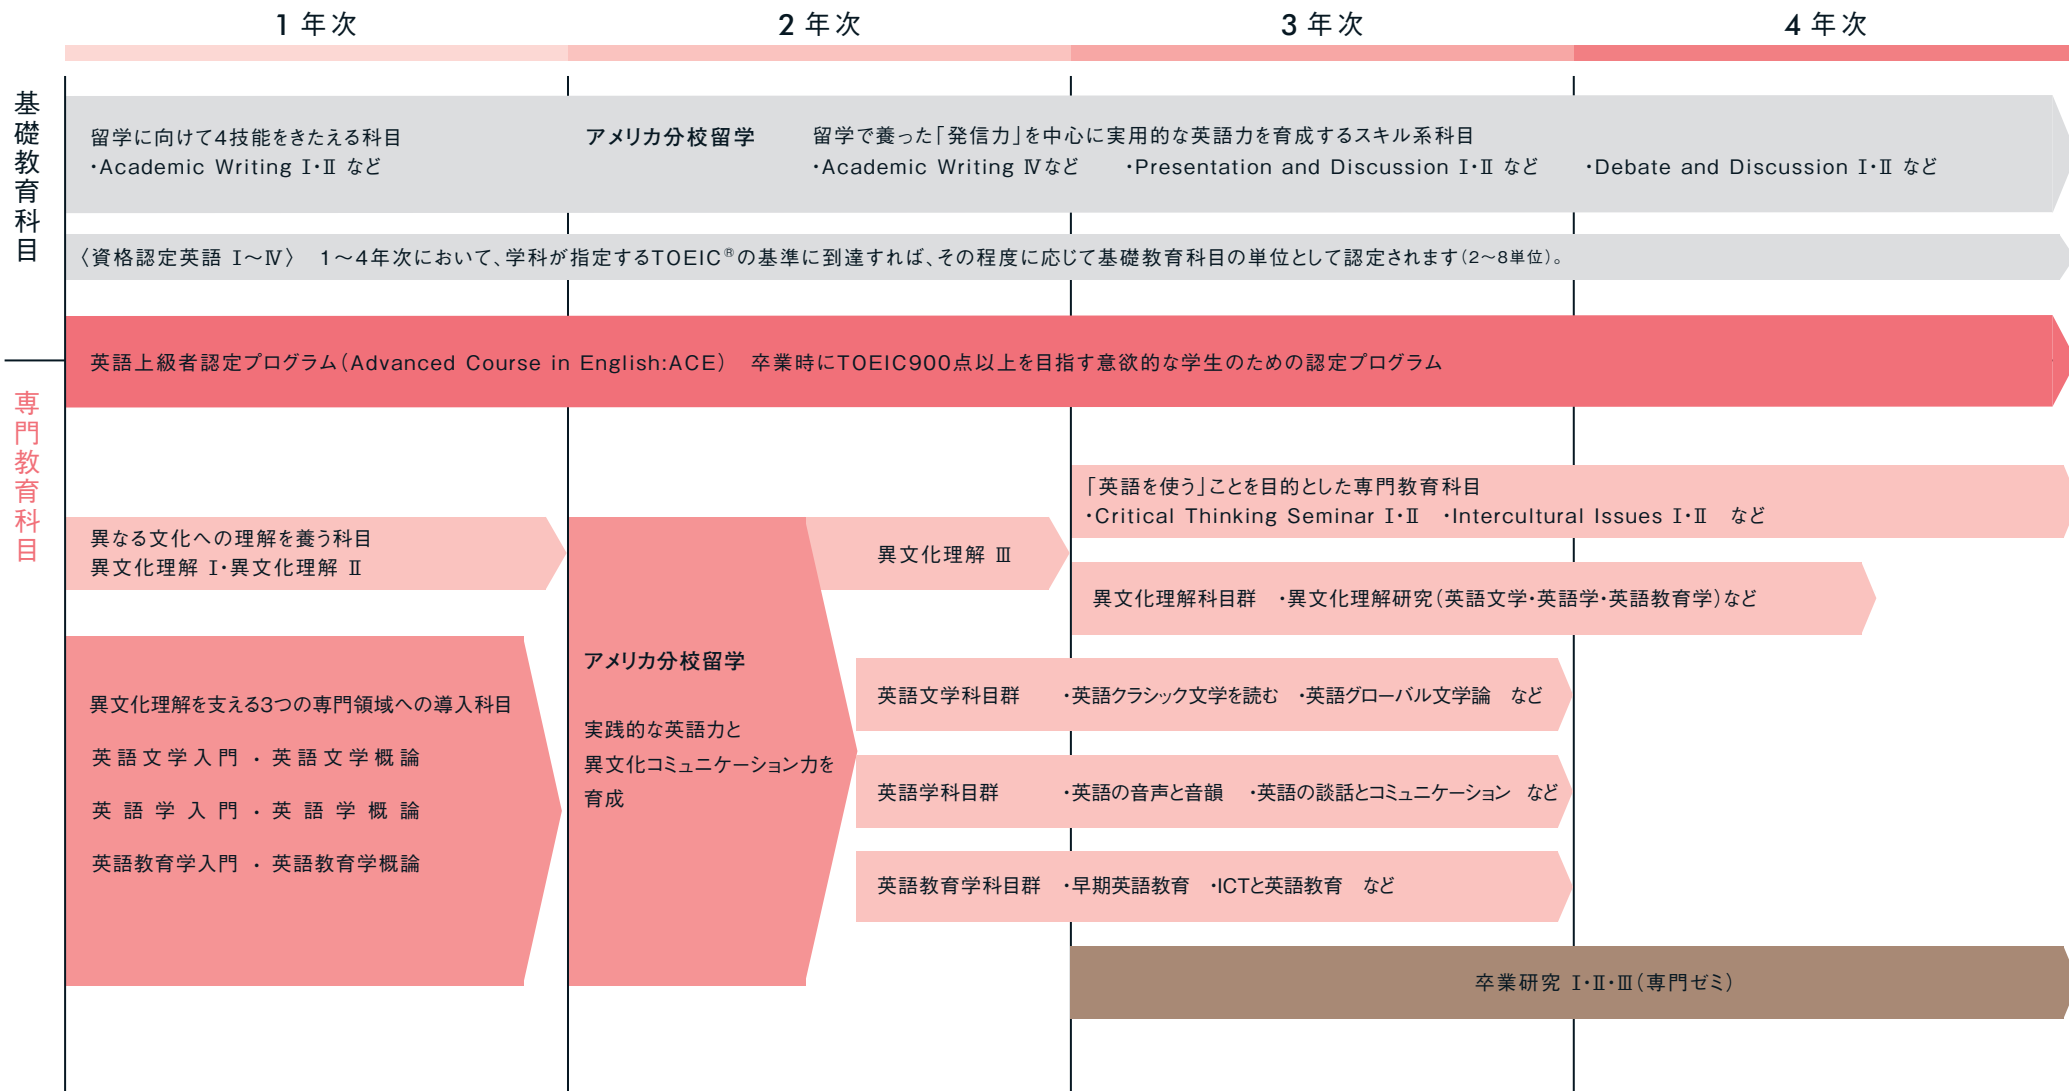 1 年次
2 年次
3 年次
4 年次
基礎教育科目
留学に向けて4技能をきたえる科目
・Academic Writing Ⅰ・Ⅱ など
アメリカ分校留学
留学で養った「発信力」を中心に実用的な英語力を育成するスキル系科目
・Academic Writing Ⅳなど ・Presentation and Discussion Ⅰ・Ⅱ など ・Debate and Discussion Ⅰ・Ⅱ など
〈資格認定英語 Ⅰ〜Ⅳ〉 1〜4年次において、学科が指定するTOEIC®の基準に到達すれば、その程度に応じて基礎教育科目の単位として認定されます(2〜8単位)。
英語上級者認定プログラム(Advanced Course in English:ACE) 卒業時にTOEIC900点以上を目指す意欲的な学生のための認定プログラム
専門教育科目
異なる文化への理解を養う科目
異文化理解 Ⅰ・異文化理解 Ⅱ
異文化理解を支える3つの専門領域への導入科目
英語文学入門 ・ 英語文学概論
英語学入門 ・ 英語学概論
英語教育学入門 ・ 英語教育学概論
アメリカ分校留学
実践的な英語力と
異文化コミュニケーション力を
育成
異文化理解 Ⅲ
「英語を使う」ことを目的とした専門教育科目
・Critical Thinking Seminar Ⅰ・Ⅱ ・Intercultural Issues Ⅰ・Ⅱ など
異文化理解科目群 ・異文化理解研究(英語文学・英語学・英語教育学)など
英語文学科目群 ・英語クラシック文学を読む ・英語グローバル文学論 など
英語学科目群 ・英語の音声と音韻 ・英語の談話とコミュニケーション など
英語教育学科目群 ・早期英語教育 ・ICTと英語教育 など
卒業研究 Ⅰ・Ⅱ・Ⅲ(専門ゼミ)